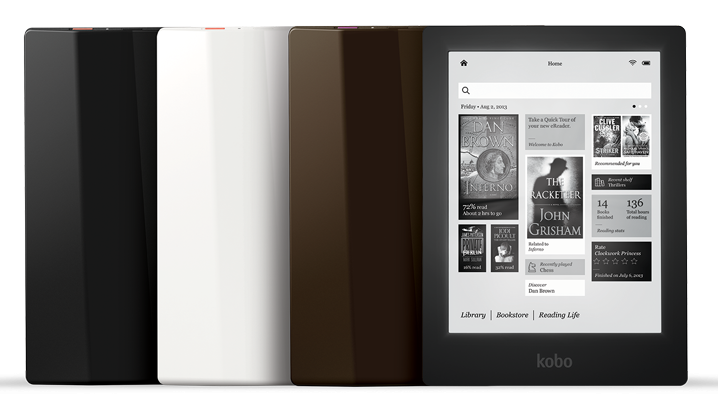 Home
Friday • Aug 2, 2013
DAN
BROWN
INFERNO
72% read
About 2 hrs to go
PRIVATE
JODI
PICOULT
16% read
52% read
Take a Quick Tour of
your new eReader.
Welcome to Kobo
THE
RACKETEER
JOHN
GRISHAM
Related to
Inferno
Recently played
Chess
Discover
Dan Brown
CLIVE
CUSSLER
STRIKER
Recommended for you
Recent shelf
Thrillers
14
Books
finished
136
Total hours
of reading
Reading stats
Rate
Clockwork Princess
Finished on July 6, 2013
Library | Bookstore | Reading Life
kobo